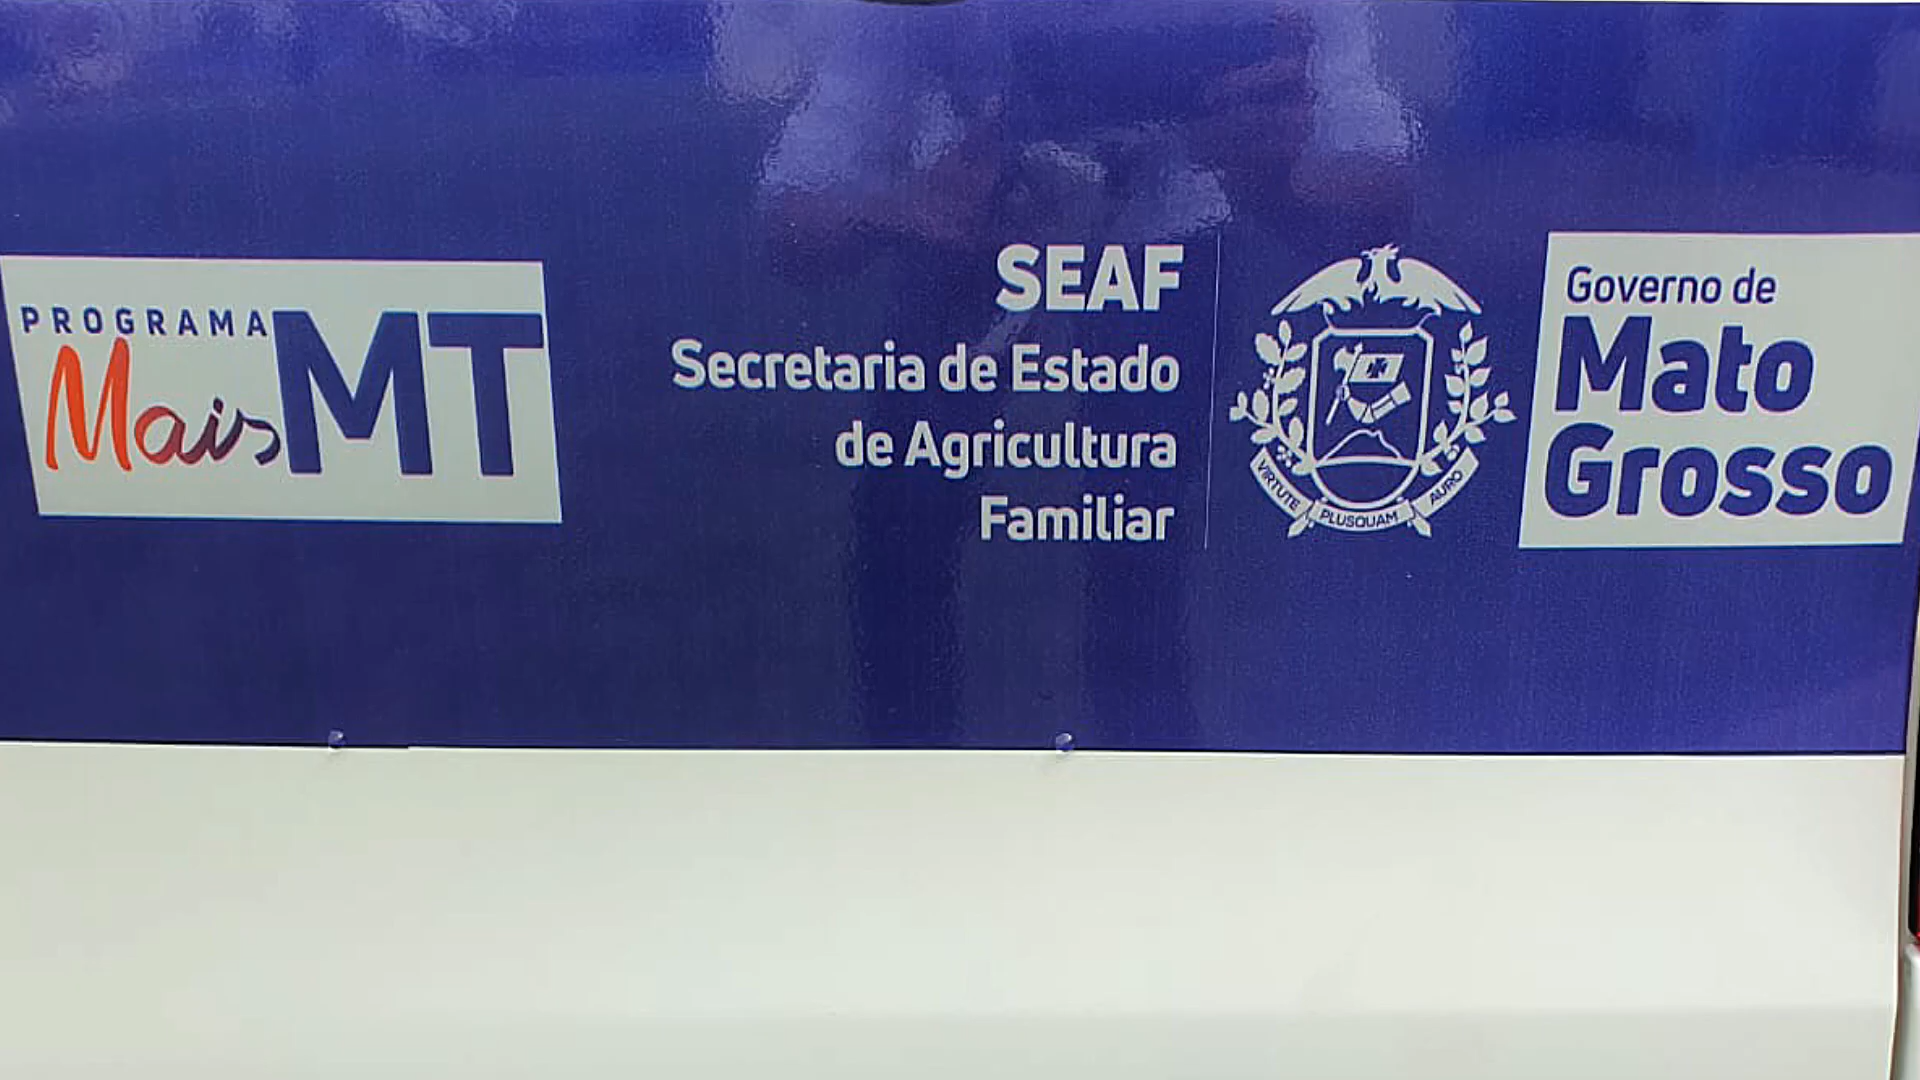 PROGRAMA
Mais MT
SEAF
Secretaria de Estado
de Agricultura
Familiar
VIRTUTE PLUSQUAM AURO
Governo de
Mato
Grosso